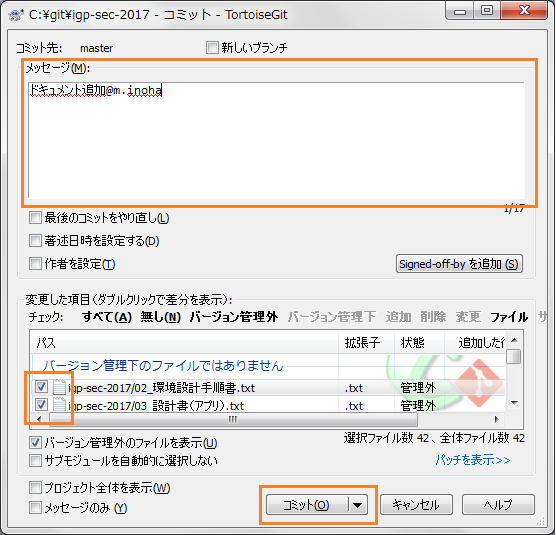 C:¥git¥igp-sec-2017 - コミット - TortoiseGit
コミット先: master 新しいブランチ
メッセージ(M):
ドキュメント追加@m.inoha
1/17
最後のコミットをやり直し(L)
著述日時を設定する(D)
作者を設定(T)
Signed-off-by を追加 (S)
変更した項目(ダブルクリックで差分を表示):
チェック: すべて(A) 無し(N) バージョン管理外 バージョン管理下 追加 削除 変更 ファイル サ
パス 拡張子 状態 追加した行
バージョン管理下のファイルではありません
igp-sec-2017/02_環境設計手順書.txt .txt 管理外
igp-sec-2017/03_設計書(アプリ).txt .txt 管理外
バージョン管理外のファイルを表示(U) 選択ファイル数 42 、全体ファイル数 42
サブモジュールを自動的に選択しない パッチを表示>>
プロジェクト全体を表示(W)
メッセージのみ (Y) コミット(O) キャンセル ヘルプ